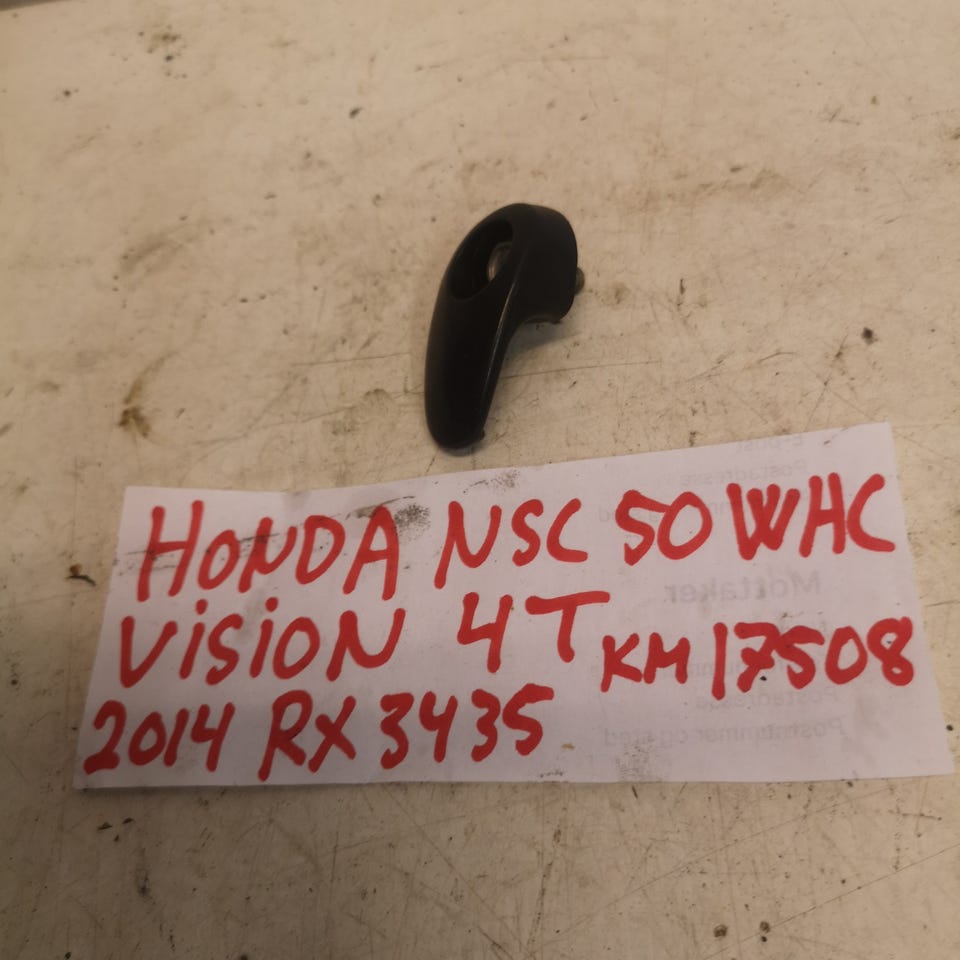 HONDA NSC 50 WHC
ViSiON 4T KM 17508
2014 RX 3435